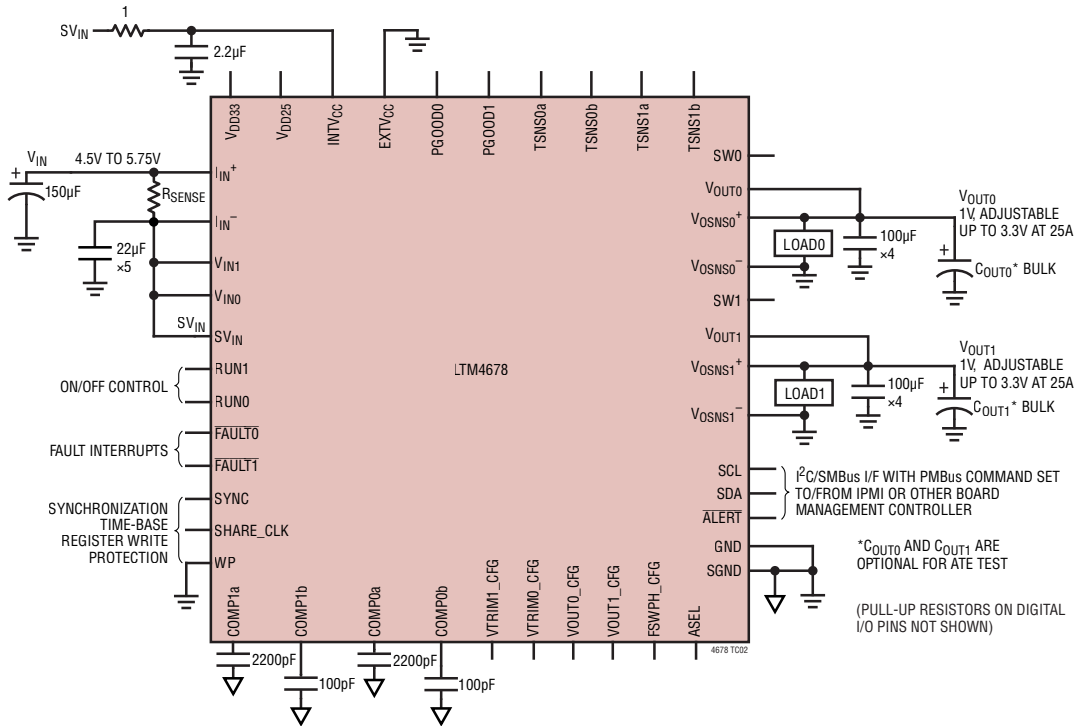 1
SVIN
2.2µF
VDD33
VDD25
INTVCC
EXTVCC
PGOOD0
PGOOD1
TSNS0a
TSNS0b
TSNS1a
TSNS1b
VIN
4.5V TO 5.75V
+
150µF
RSENSE
22µF
×5
SVIN
IIN+
IIN–
VIN1
VIN0
SVIN
RUN1
RUN0
FAULT0
FAULT1
SYNC
SHARE_CLK
WP
ON/OFF CONTROL
FAULT INTERRUPTS
SYNCHRONIZATION
TIME-BASE
REGISTER WRITE
PROTECTION
LTM4678
SW0
VOUT0
VOSNS0+
VOSNS0–
SW1
VOUT1
VOSNS1+
VOSNS1–
SCL
SDA
ALERT
GND
SGND
LOAD0
100µF
×4
VOUT0
1V, ADJUSTABLE
UP TO 3.3V AT 25A
+
COUT0* BULK
LOAD1
100µF
×4
VOUT1
1V, ADJUSTABLE
UP TO 3.3V AT 25A
+
COUT1* BULK
I2C/SMBus I/F WITH PMBus COMMAND SET
TO/FROM IPMI OR OTHER BOARD
MANAGEMENT CONTROLLER
*COUT0 AND COUT1 ARE
OPTIONAL FOR ATE TEST
(PULL-UP RESISTORS ON DIGITAL
I/O PINS NOT SHOWN)
COMP1a
COMP1b
COMP0a
COMP0b
VTRIM1_CFG
VTRIM0_CFG
VOUT0_CFG
VOUT1_CFG
FSWPH_CFG
ASEL
4678 TC02
2200pF
100pF
2200pF
100pF